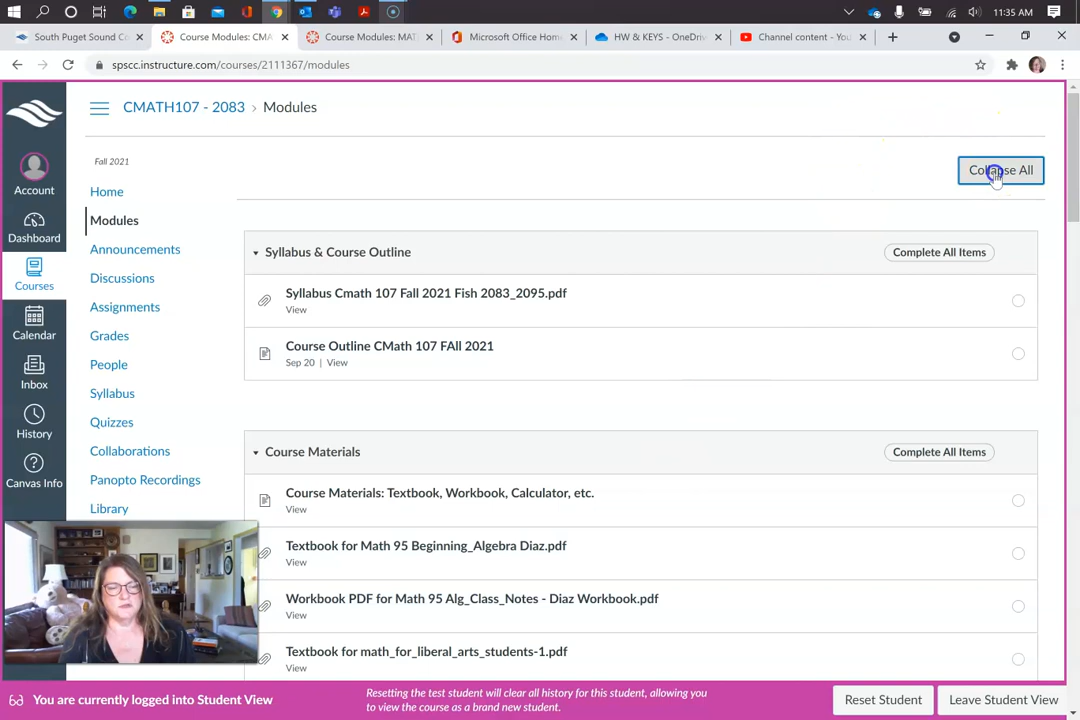 11:35 AM
South Puget Sound Co
Course Modules: CMA
Course Modules: MAT
Microsoft Office Home
HW & KEYS - OneDriv
Channel content - You
spscc.instructure.com/courses/2111367/modules
CMATH107 - 2083 › Modules
Fall 2021
Collapse All
Account
Dashboard
Courses
Calendar
Inbox
History
Canvas Info
Home
Modules
Announcements
Discussions
Assignments
Grades
People
Syllabus
Quizzes
Collaborations
Panopto Recordings
Library
Syllabus & Course Outline
Complete All Items
Syllabus Cmath 107 Fall 2021 Fish 2083_2095.pdf
View
Course Outline CMath 107 FAll 2021
Sep 20 | View
Course Materials
Complete All Items
Course Materials: Textbook, Workbook, Calculator, etc.
View
Textbook for Math 95 Beginning_Algebra Diaz.pdf
View
Workbook PDF for Math 95 Alg_Class_Notes - Diaz Workbook.pdf
View
Textbook for math_for_liberal_arts_students-1.pdf
View
You are currently logged into Student View
Resetting the test student will clear all history for this student, allowing you
to view the course as a brand new student.
Reset Student
Leave Student View